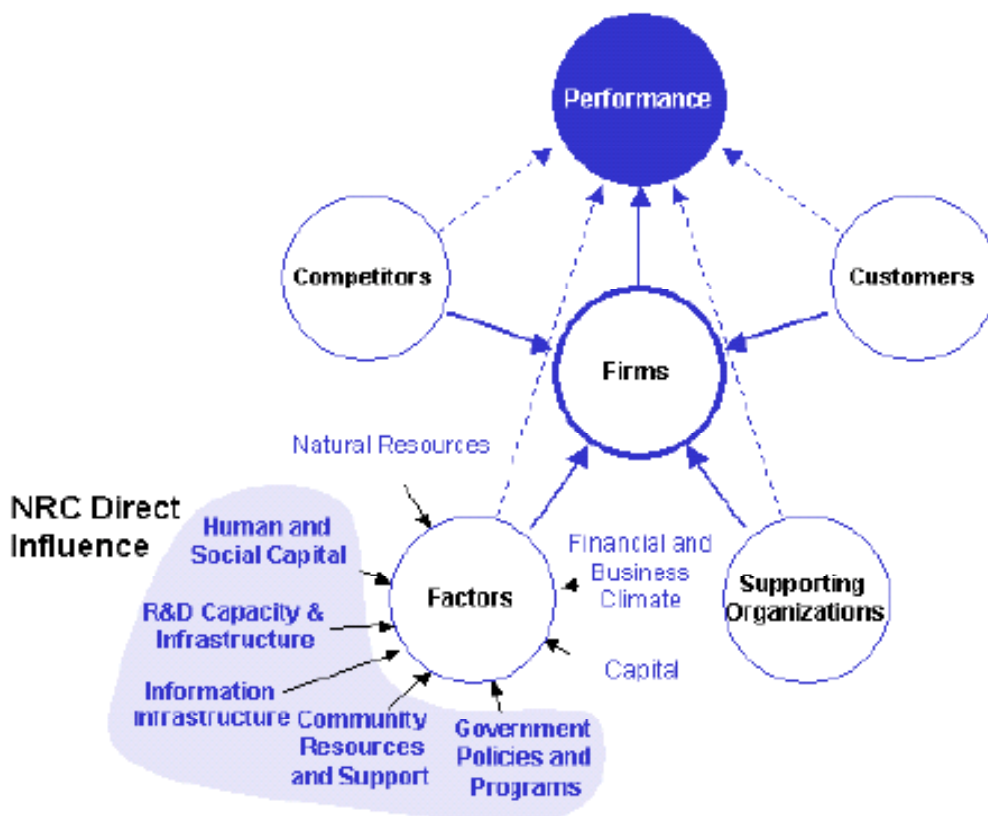 Performance
Competitors
Customers
Firms
Natural Resources
NRC Direct
Influence
Human and
Social Capital
Factors
Financial and
Business
Climate
Supporting
Organizations
R&D Capacity &
Infrastructure
Capital
Information
Infrastructure
Community
Resources
and Support
Government
Policies and
Programs